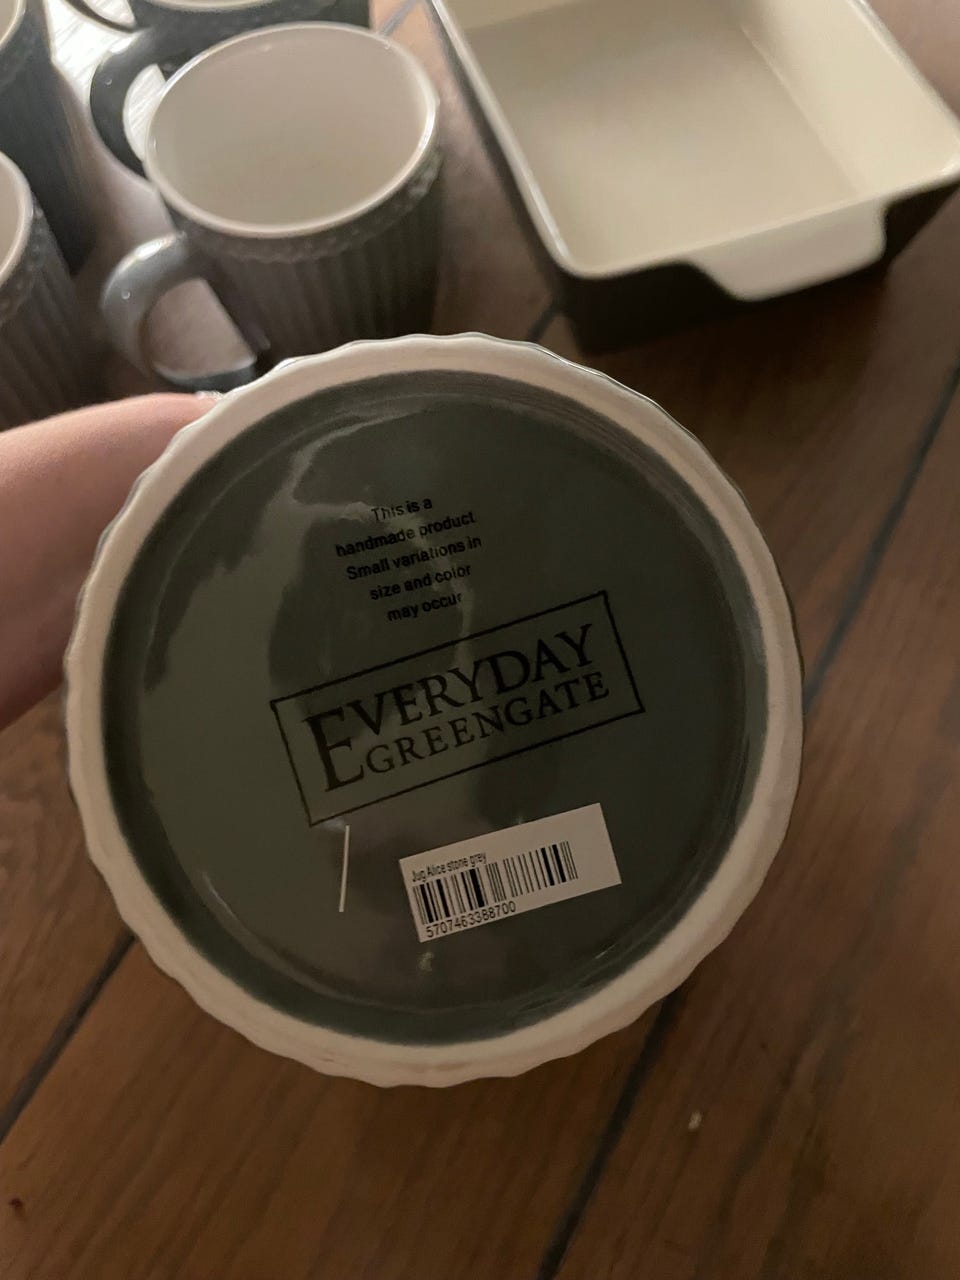 This is a
handmade product
Small variations in
size and color
may occur
EVERYDAY
GREENGATE
Jug Alice stone grey
5707463388700